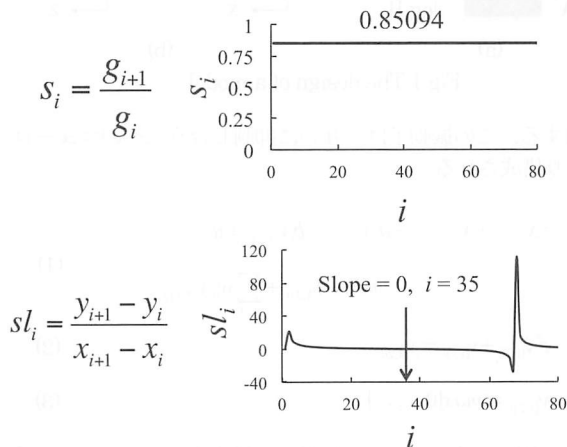 s_i = \frac{g_{i+1}}{g_i}
0.85094
s_i
1
0.75
0.5
0.25
0
0 20 40 60 80
i
sl_i = \frac{y_{i+1} - y_i}{x_{i+1} - x_i}
sl_i
120
80
40
0
-40
Slope = 0, i = 35
0 20 40 60 80
i